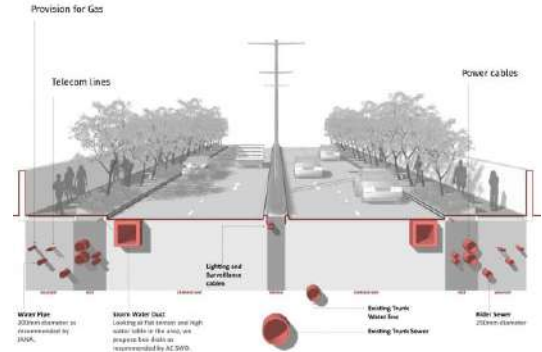 Provision for Gas
Telecom lines
Power cables
Lighting and
Surveillance
cables
Water Pipe
200mm diameter as
recommended by
Storm Water Duct
Looking at flat terrain and high
water table in the area, we
propose box drain as
recommended by AC SWD.
Existing Trunk
Water line
Existing Trunk Sewer
Rider Sewer
250mm diameter